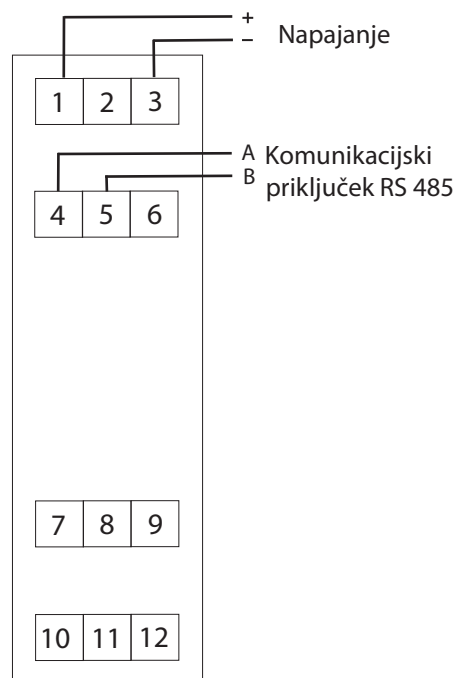 +
– Napajanje
1 2 3
A Komunikacijski
B priključek RS 485
4 5 6
7 8 9
10 11 12